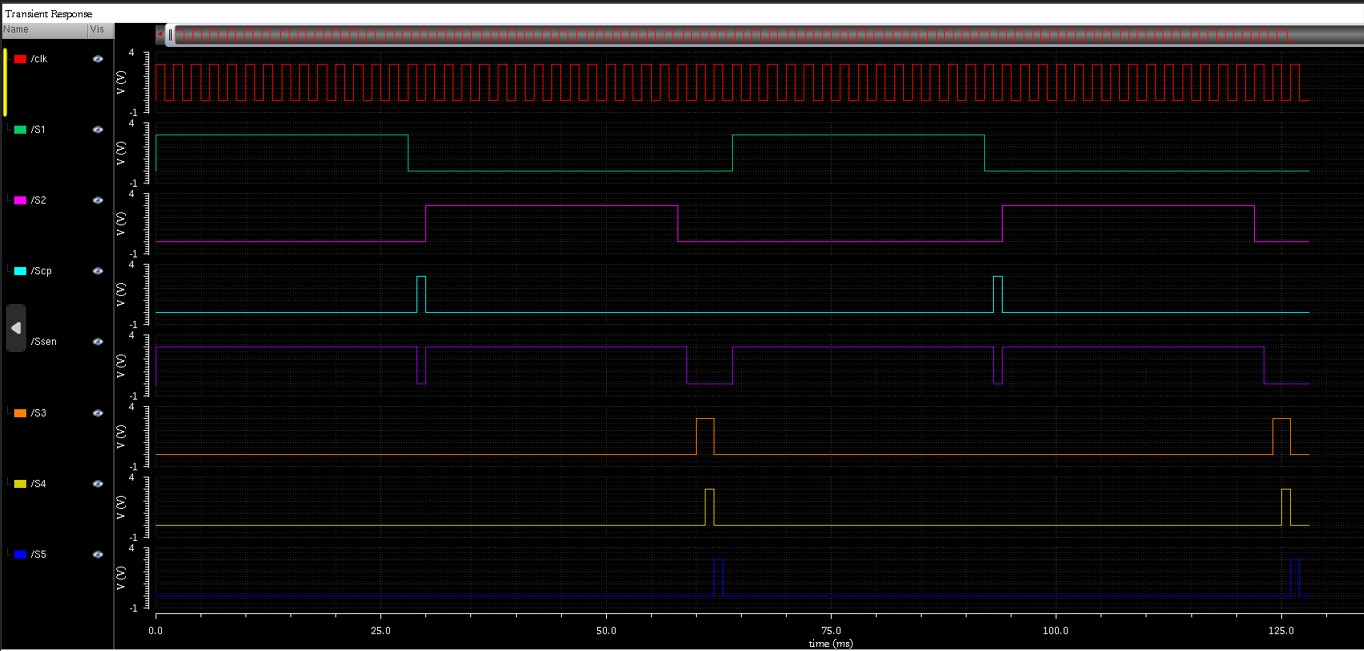 Transient Response
Name Vis
/clk
4
V (V)
-1
/S1
4
V (V)
-1
/S2
4
V (V)
-1
/Scp
4
V (V)
-1
/Ssen
4
V (V)
-1
/S3
4
V (V)
-1
/S4
4
V (V)
-1
/S5
4
V (V)
-1
0.0 25.0 50.0 75.0 100.0 125.0
time (ms)